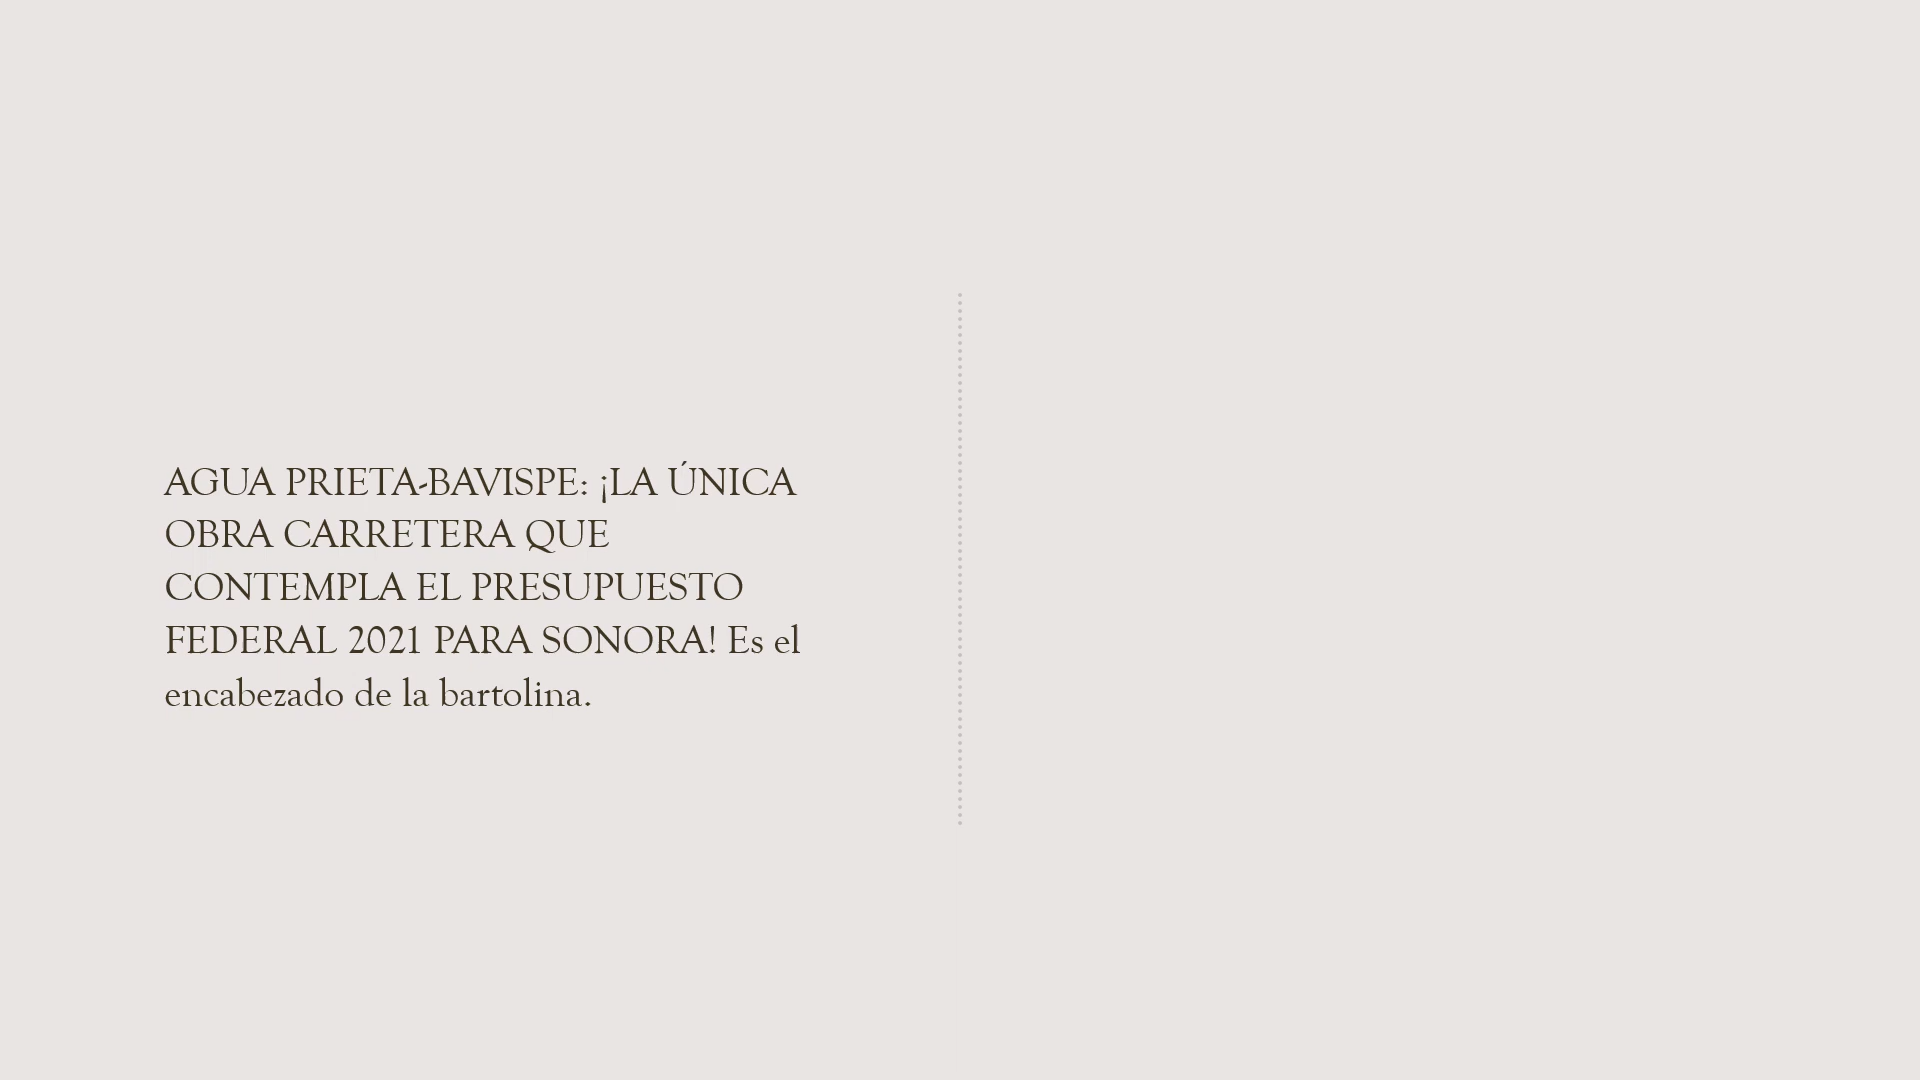 AGUA PRIETA-BAVISPE: ¡LA ÚNICA
OBRA CARRETERA QUE
CONTEMPLA EL PRESUPUESTO
FEDERAL 2021 PARA SONORA! Es el
encabezado de la bartolina.